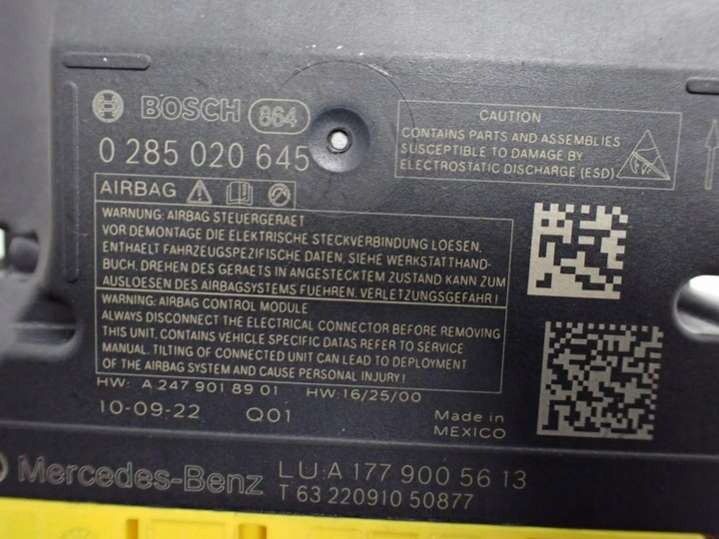 BOSCH 864
0 285 020 645
CAUTION
CONTAINS PARTS AND ASSEMBLIES
SUSCEPTIBLE TO DAMAGE BY
ELECTROSTATIC DISCHARGE (ESD)
AIRBAG
WARNUNG: AIRBAG STEUERGERAET
VOR DEMONTAGE DIE ELEKTRISCHE STECKVERBINDUNG LOESEN,
ENTHAELT FAHRZEUGSPEZIFISCHE DATEN, SIEHE WERKSTATTHAND-
BUCH, DREHEN DES GERAETS IN ANGESTECKTEM ZUSTAND KANN ZUM
AUSLOESEN DES AIRBAGSYSTEMS FUEHREN, VERLETZUNGSGEFAHR!
WARNING: AIRBAG CONTROL MODULE
ALWAYS DISCONNECT THE ELECTRICAL CONNECTOR BEFORE REMOVING
THIS UNIT. CONTAINS VEHICLE SPECIFIC DATA REFER TO SERVICE
MANUAL. TILTING OF CONNECTED UNIT CAN LEAD TO DEPLOYMENT
OF THE AIRBAG SYSTEM AND CAUSE PERSONAL INJURY!
HW: A 247 901 89 01 HW: 16/25/00
10-09-22 Q01 Made in
MEXICO
Mercedes-Benz LU:A 177 900 56 13
T 63 220910 50877